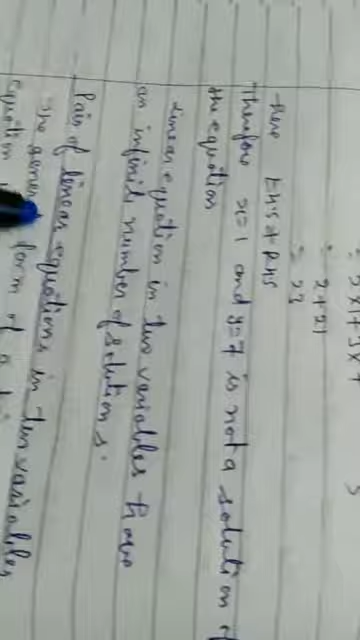 = 2x1+3x7
= 2+21
= 23
Here LHS ≠ RHS
Therefore x=1 and y=7 is not a solution of
the equation
Linear equation in two variables have
an infinite number of solutions.
Pair of linear equations in two variables
The form of a
equation